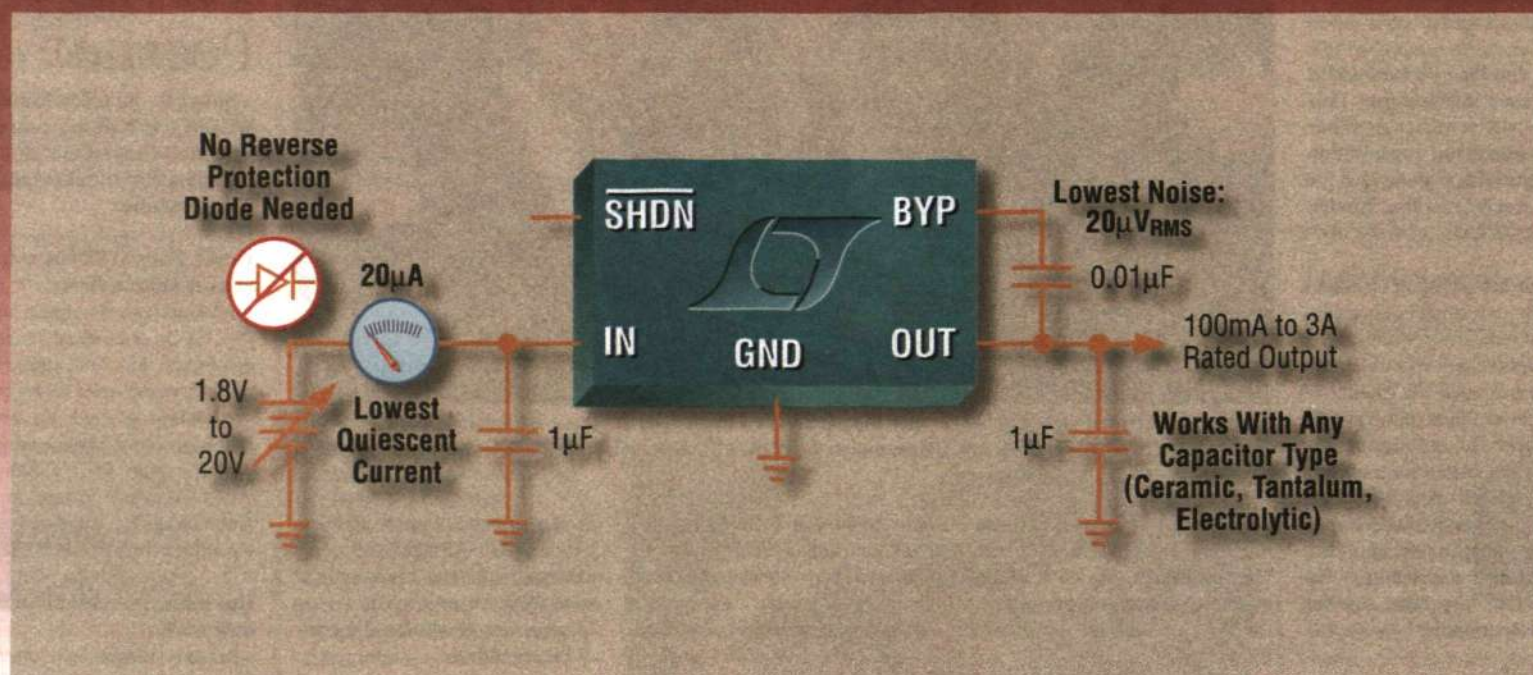 No Reverse
Protection
Diode Needed
20μA
1.8V
to
20V
Lowest
Quiescent
Current
1μF
SHDN
IN
GND
BYP
OUT
Lowest Noise:
20μVRMS
0.01μF
100mA to 3A
Rated Output
1μF
Works With Any
Capacitor Type
(Ceramic, Tantalum,
Electrolytic)